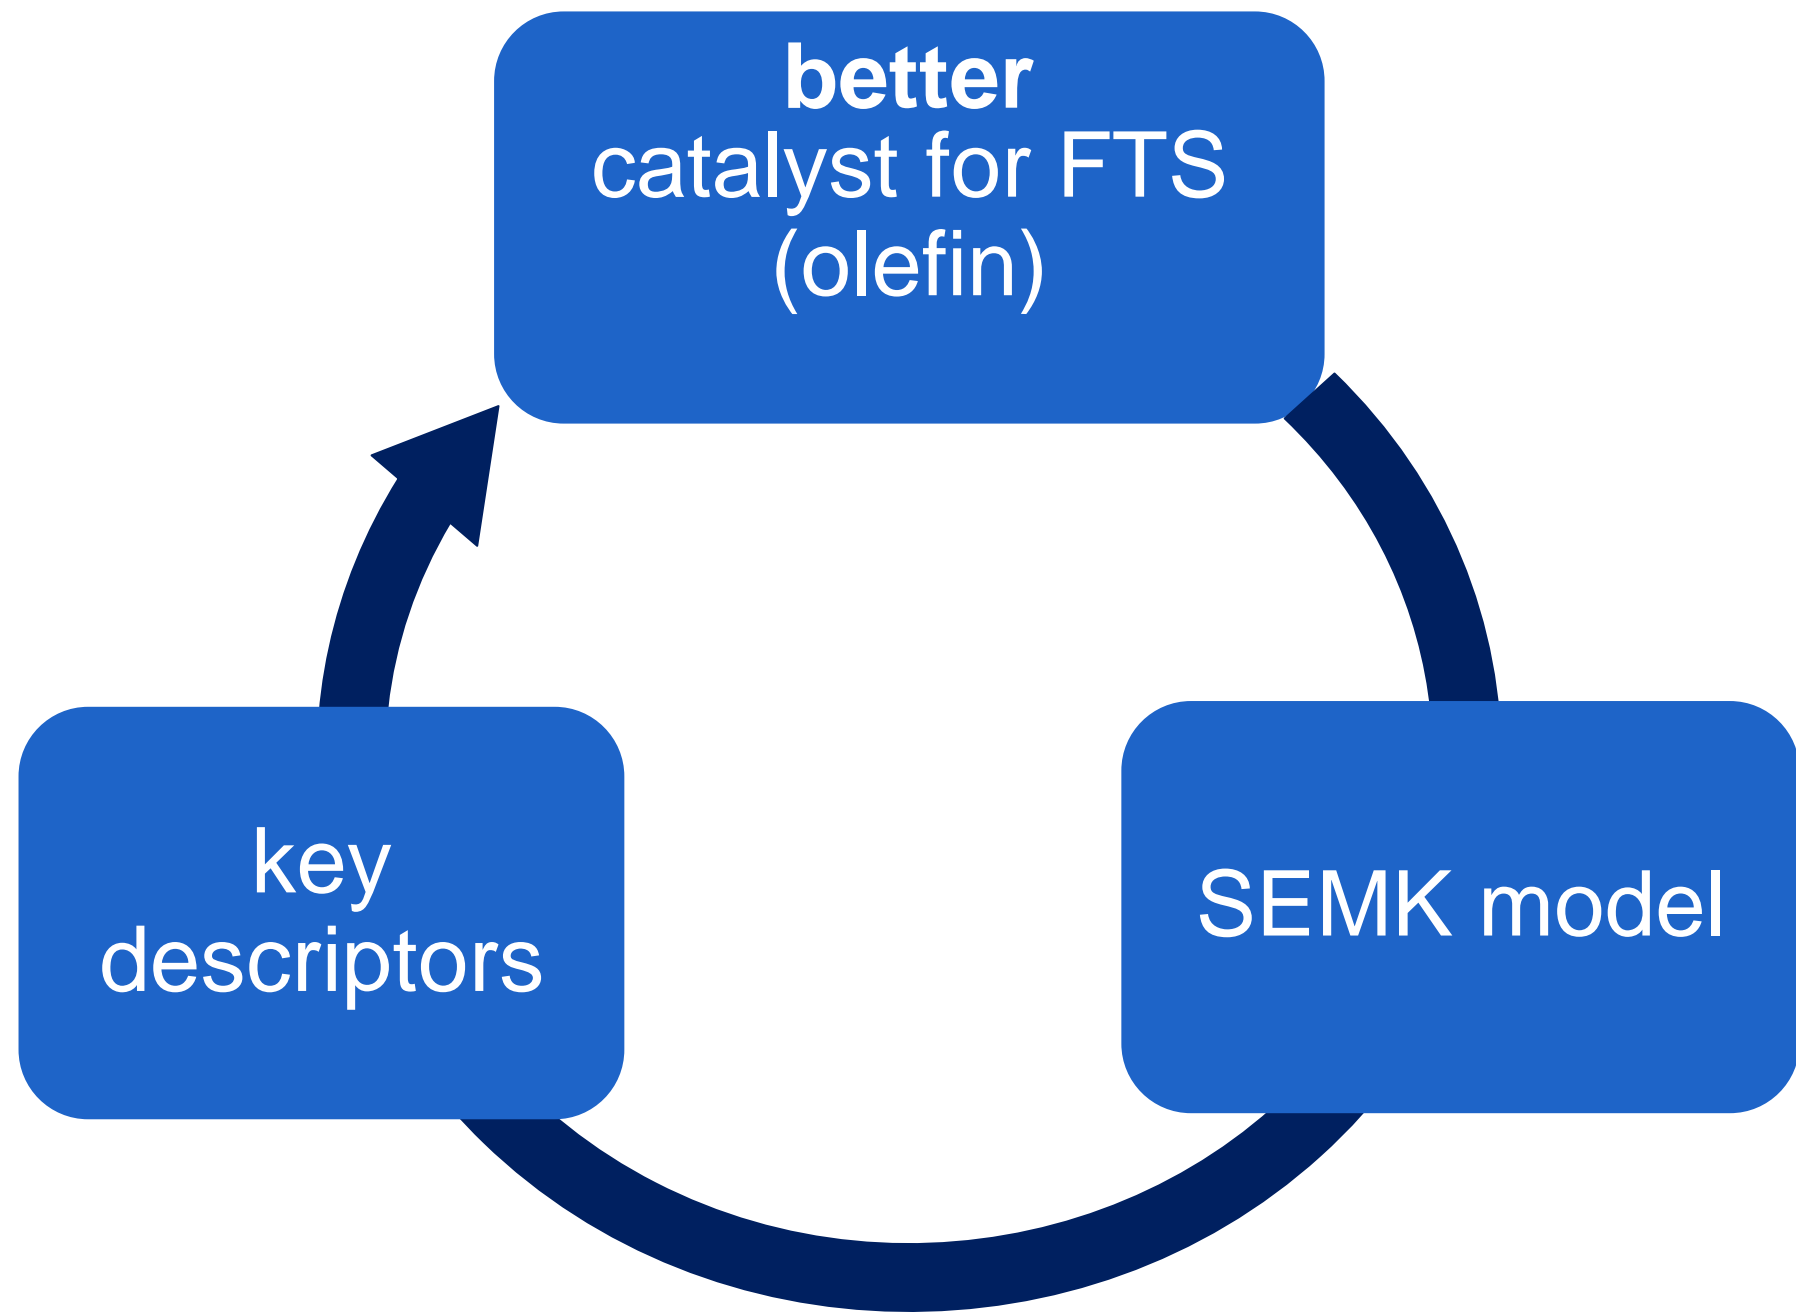 better
catalyst for FTS
(olefin)
key
descriptors
SEMK model